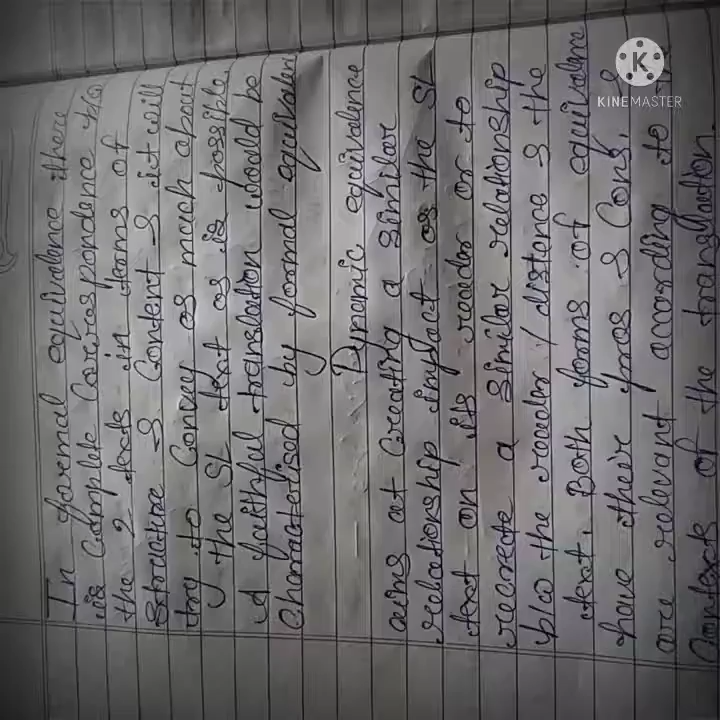 In formal equivalence there
is Complete Correspondence b/w
the 2 texts in terms of
Structure & Content & it will
try to Convey as much about
the SL text as is possible.
A faithful translation would be
Characterised by formal equivalen
Dynamic equivalence
aims at Creating a Similar
relationship impact as the SL
text on its reader or to
recreate a Similar relationship
b/w the reader / distance & the
text. Both forms of equivalen
have their pros & Cons, &
are relevant according to
Contexts of the translation.
KINEMASTER